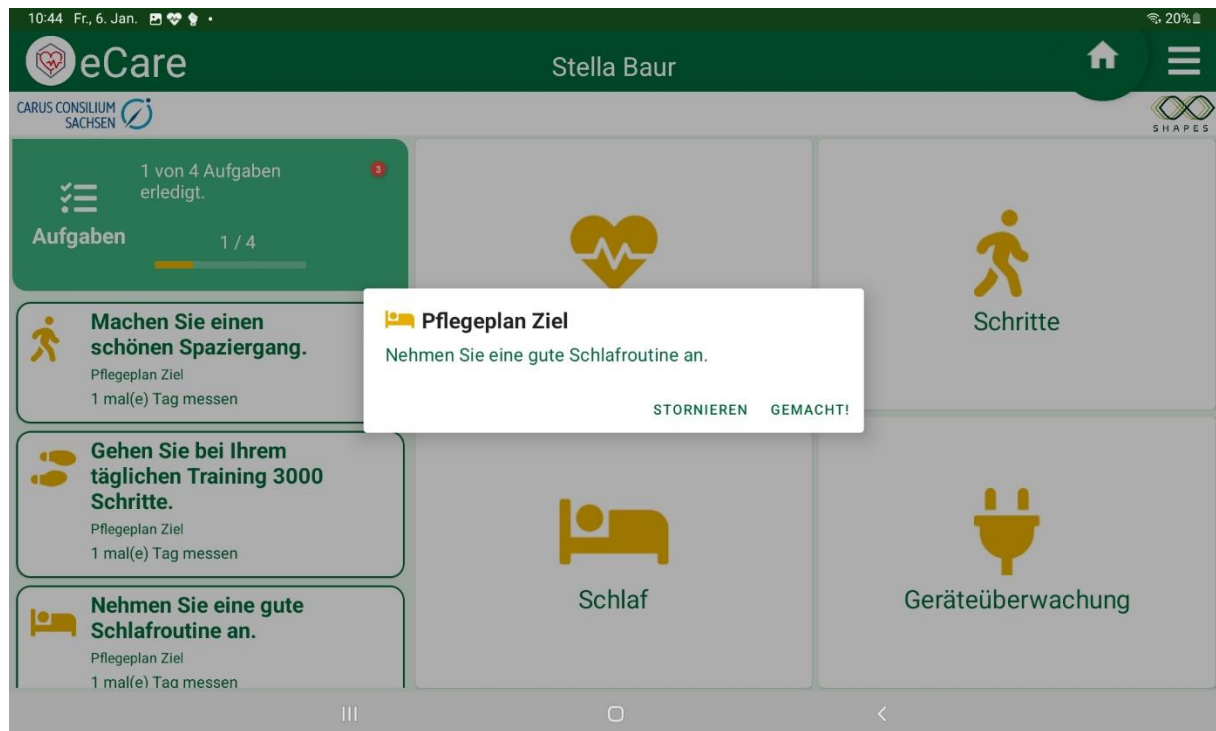 10:44 Fr., 6. Jan.
20%
eCare
Stella Baur
CARUS CONSILIUM
SACHSEN
SHAPES
1 von 4 Aufgaben
erledigt.
3
Aufgaben
1 / 4
Machen Sie einen
schönen Spaziergang.
Pflegeplan Ziel
1 mal(e) Tag messen
Gehen Sie bei Ihrem
täglichen Training 3000
Schritte.
Pflegeplan Ziel
1 mal(e) Tag messen
Nehmen Sie eine gute
Schlafroutine an.
Pflegeplan Ziel
1 mal(e) Tag messen
Pflegeplan Ziel
Nehmen Sie eine gute Schlafroutine an.
STORNIEREN GEMACHT!
Schritte
Schlaf
Geräteüberwachung